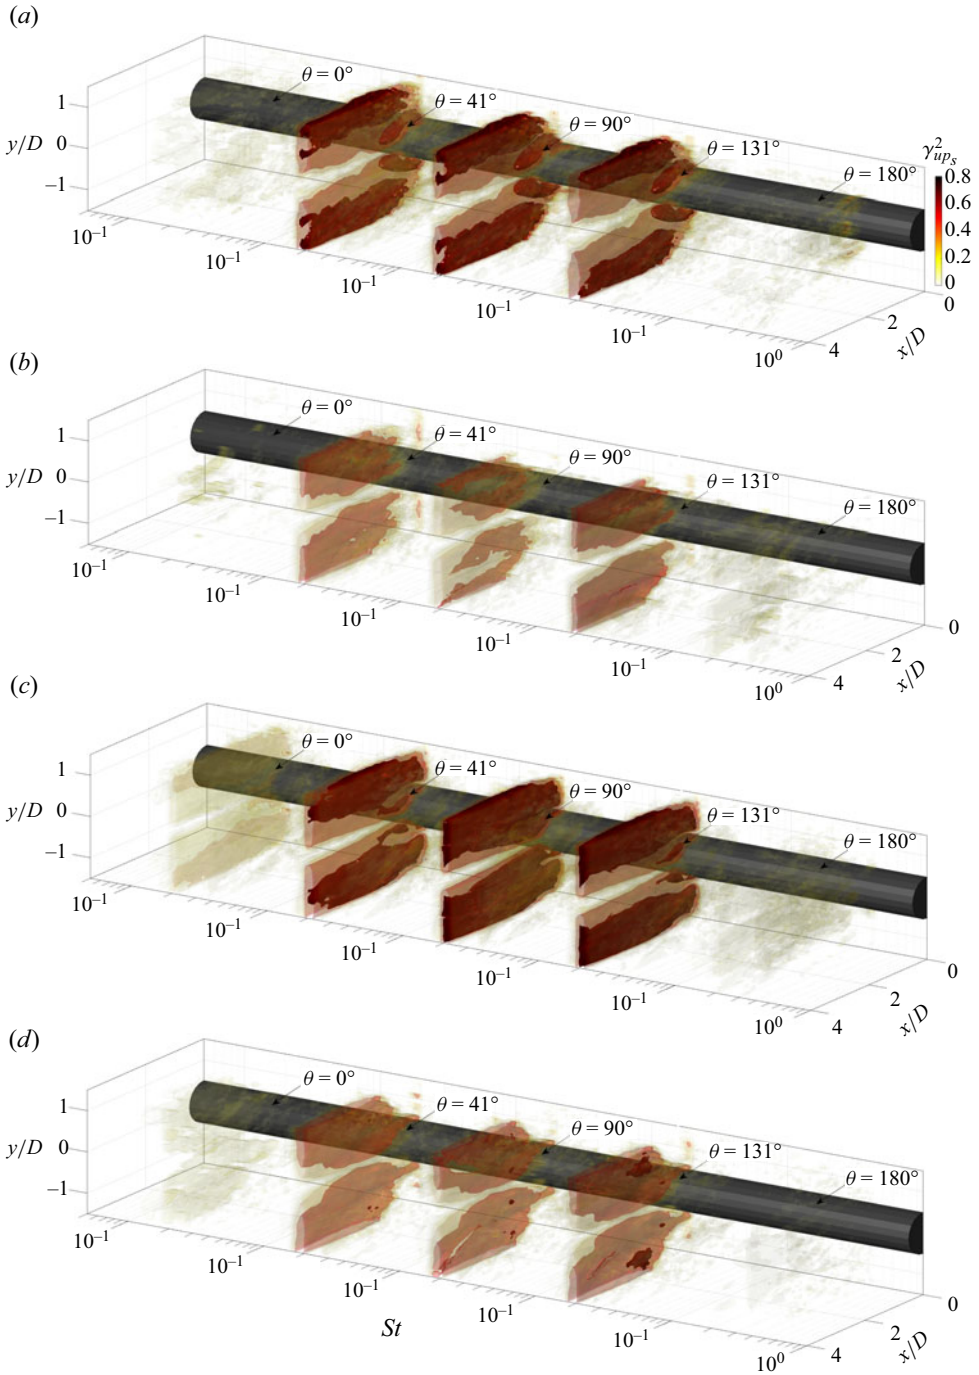 (a)
θ = 0°
θ = 41°
θ = 90°
θ = 131°
θ = 180°
γ²ᵤₚₛ
0.8
0.6
0.4
0.2
0
1
y/D 0
−1
10⁻¹
10⁻¹
10⁻¹
10⁻¹
10⁻¹
10⁰
4
2
0
x/D
(b)
θ = 0°
θ = 41°
θ = 90°
θ = 131°
θ = 180°
1
y/D 0
−1
10⁻¹
10⁻¹
10⁻¹
10⁻¹
10⁻¹
10⁰
4
2
0
x/D
(c)
θ = 0°
θ = 41°
θ = 90°
θ = 131°
θ = 180°
1
y/D 0
−1
10⁻¹
10⁻¹
10⁻¹
10⁻¹
10⁻¹
10⁰
4
2
0
x/D
(d)
θ = 0°
θ = 41°
θ = 90°
θ = 131°
θ = 180°
1
y/D 0
−1
10⁻¹
10⁻¹
10⁻¹
10⁻¹
10⁻¹
10⁰
4
2
0
x/D
St